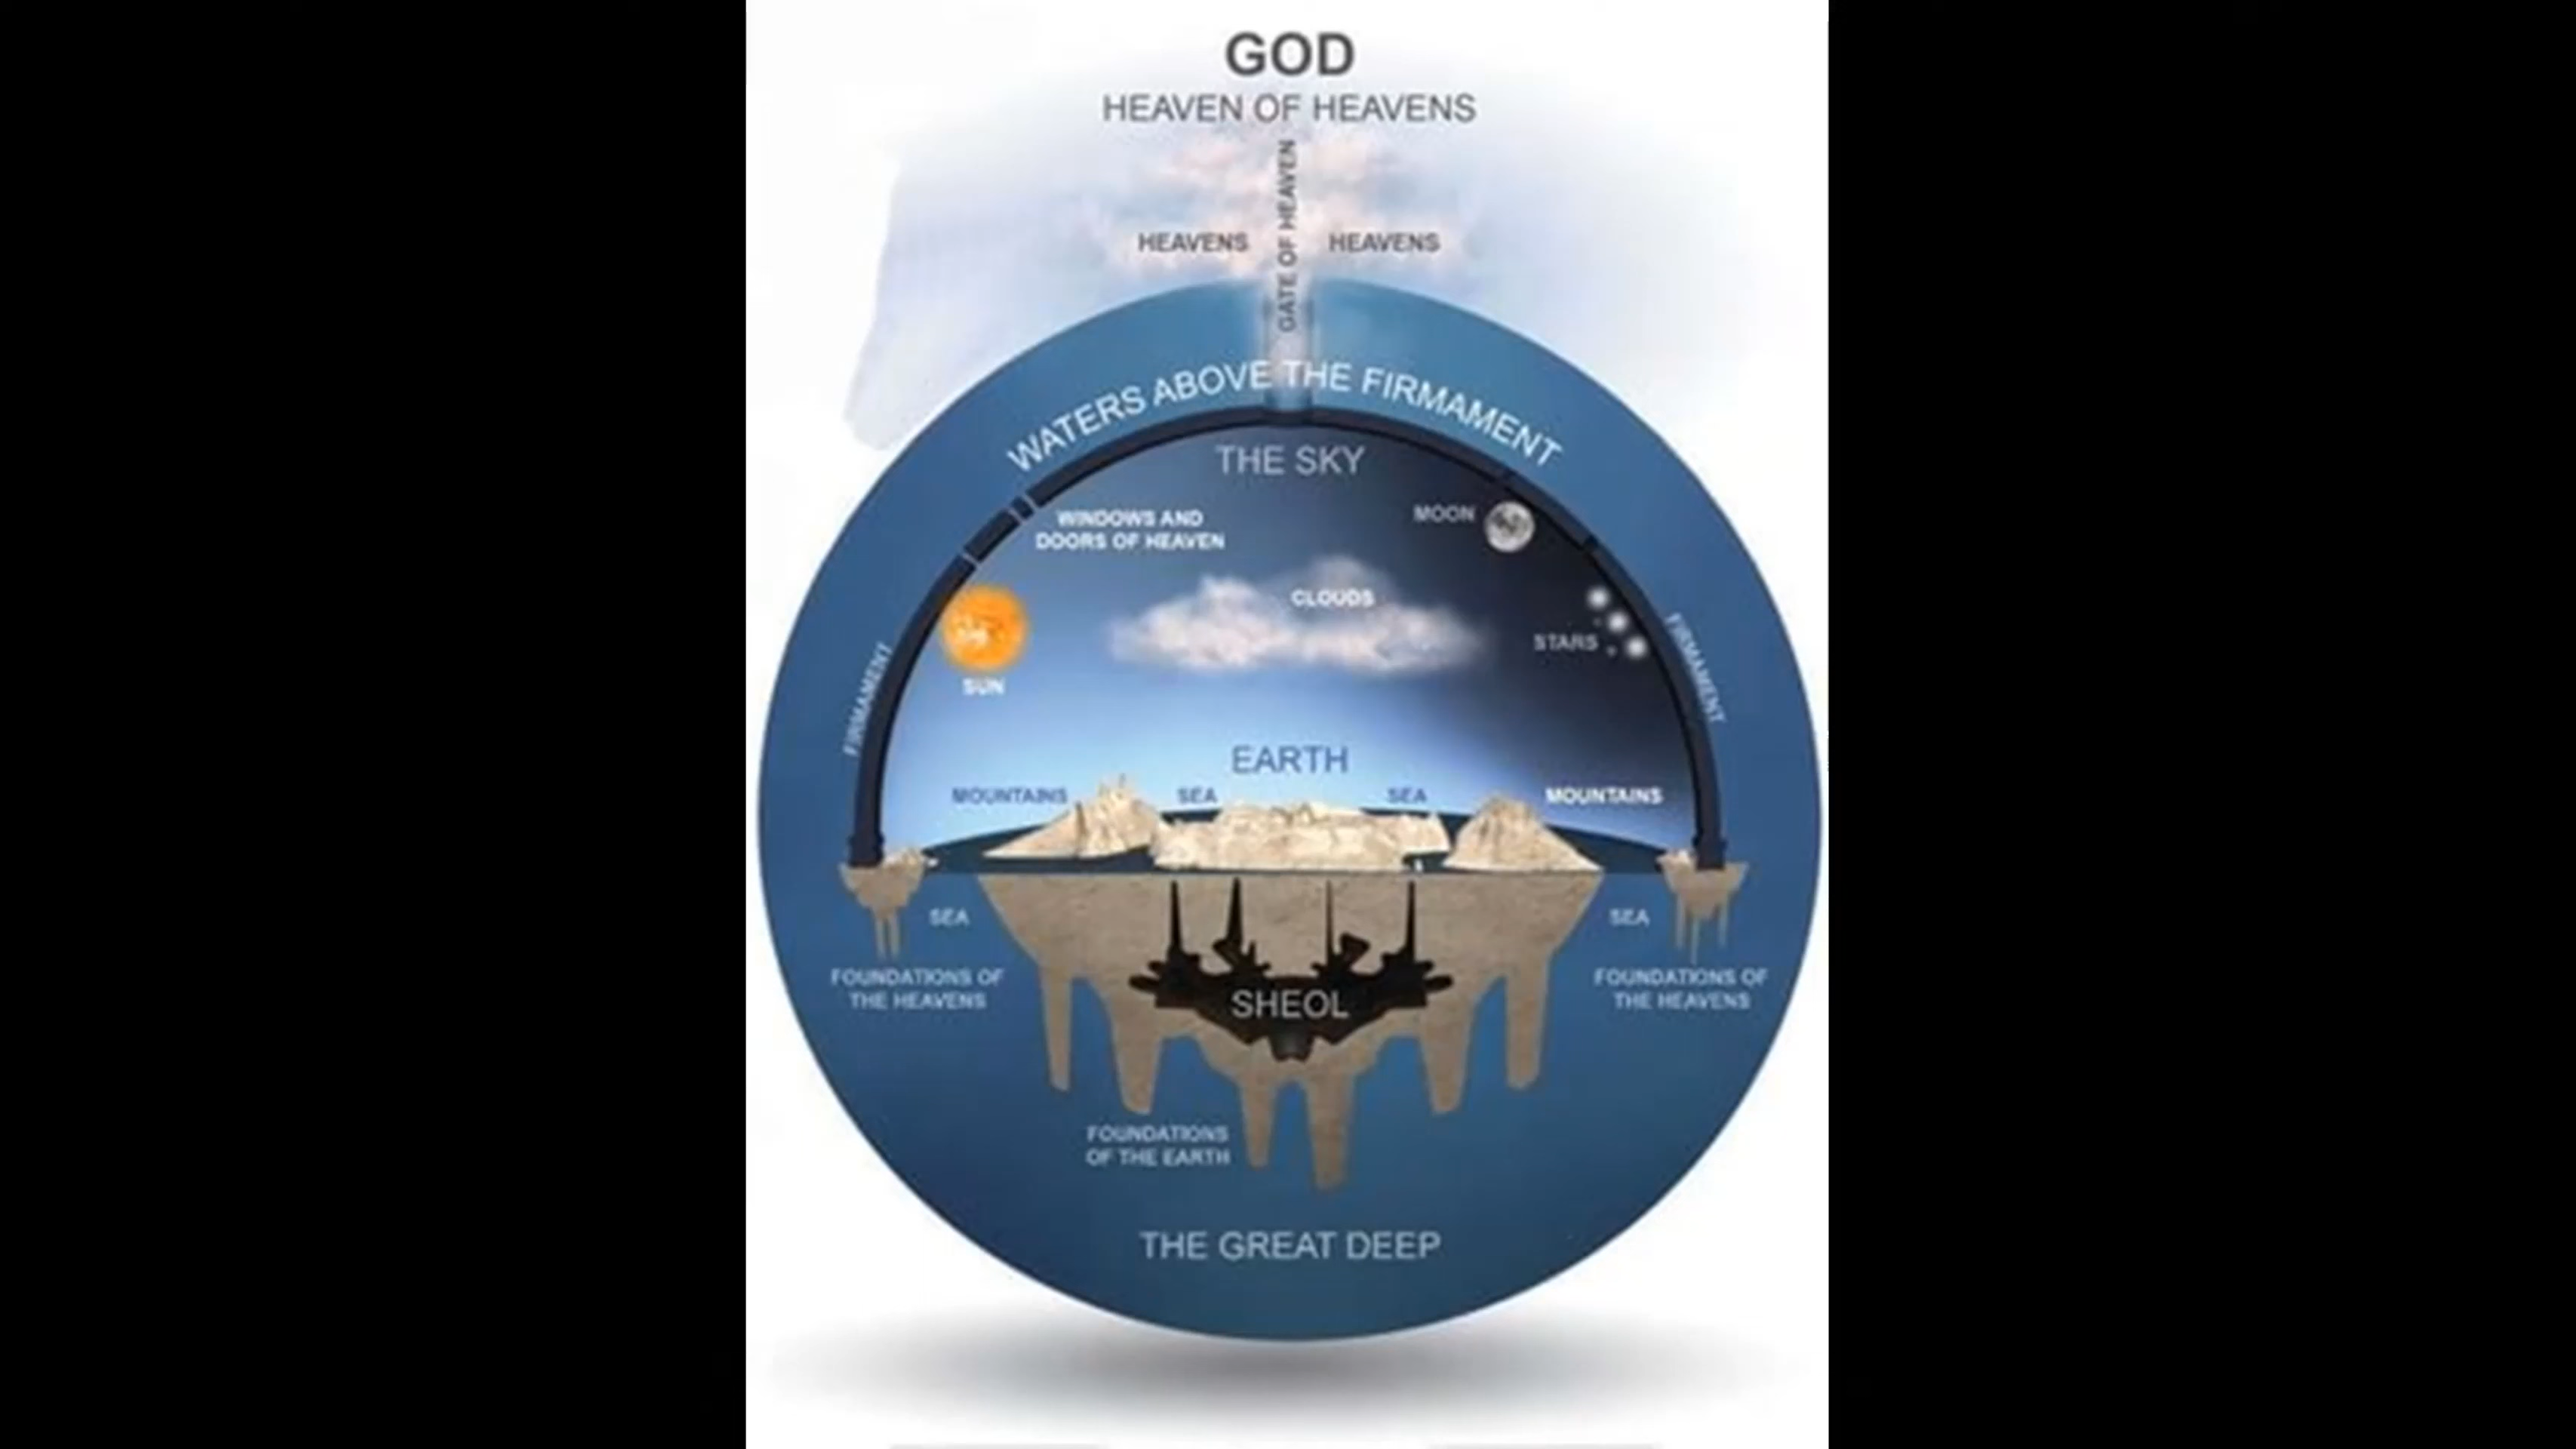 GOD
HEAVEN OF HEAVENS
GATE OF HEAVEN
HEAVENS
HEAVENS
WATERS ABOVE THE FIRMAMENT
THE SKY
WINDOWS AND
DOORS OF HEAVEN
MOON
CLOUDS
STARS
SUN
FIRMAMENT
FIRMAMENT
EARTH
MOUNTAINS
SEA
SEA
MOUNTAINS
SEA
SEA
FOUNDATIONS OF
THE HEAVENS
SHEOL
FOUNDATIONS OF
THE HEAVENS
FOUNDATIONS
OF THE EARTH
THE GREAT DEEP